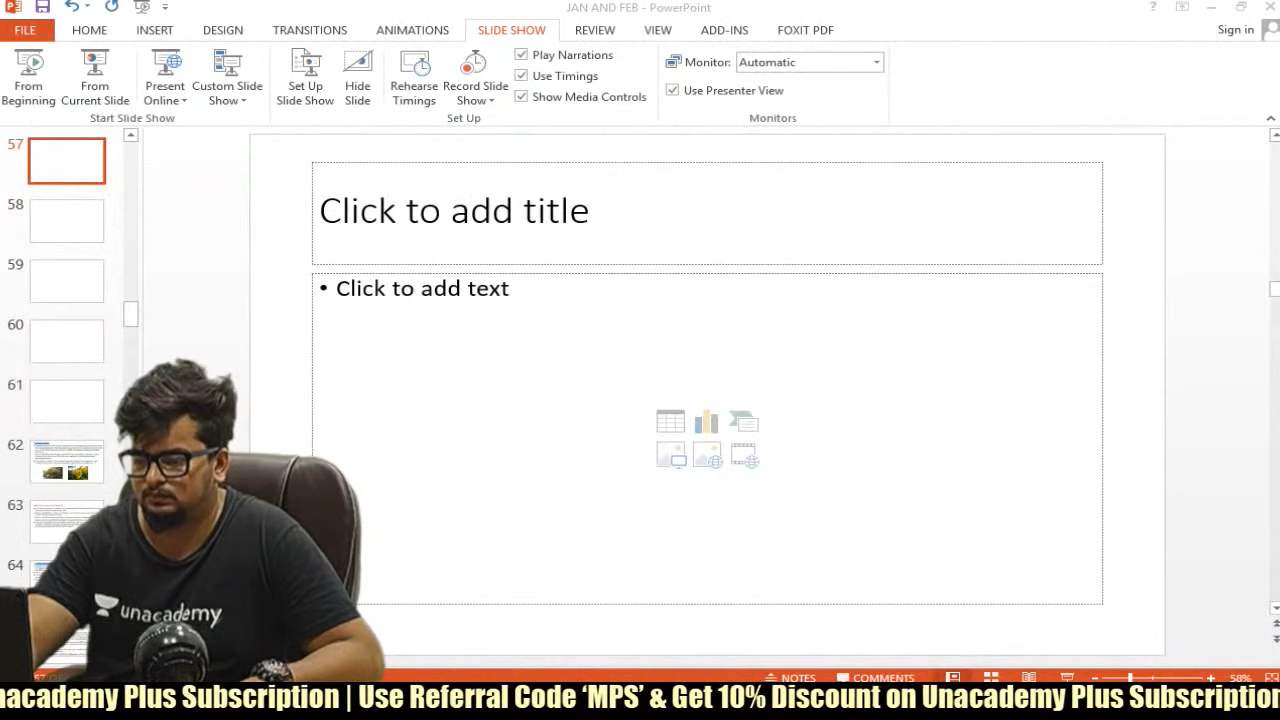 JAN AND FEB - PowerPoint
FILE HOME INSERT DESIGN TRANSITIONS ANIMATIONS SLIDE SHOW REVIEW VIEW ADD-INS FOXIT PDF Sign in
From Beginning
From Current Slide
Present Online
Custom Slide Show
Start Slide Show
Set Up Slide Show
Hide Slide
Rehearse Timings
Record Slide Show
Play Narrations
Use Timings
Show Media Controls
Set Up
Monitor: Automatic
Use Presenter View
Monitors
57
58
59
60
61
62
63
64
Click to add title
• Click to add text
unacademy
NOTES COMMENTS 58%
nacademy Plus Subscription | Use Referral Code ‘MPS’ & Get 10% Discount on Unacademy Plus Subscription